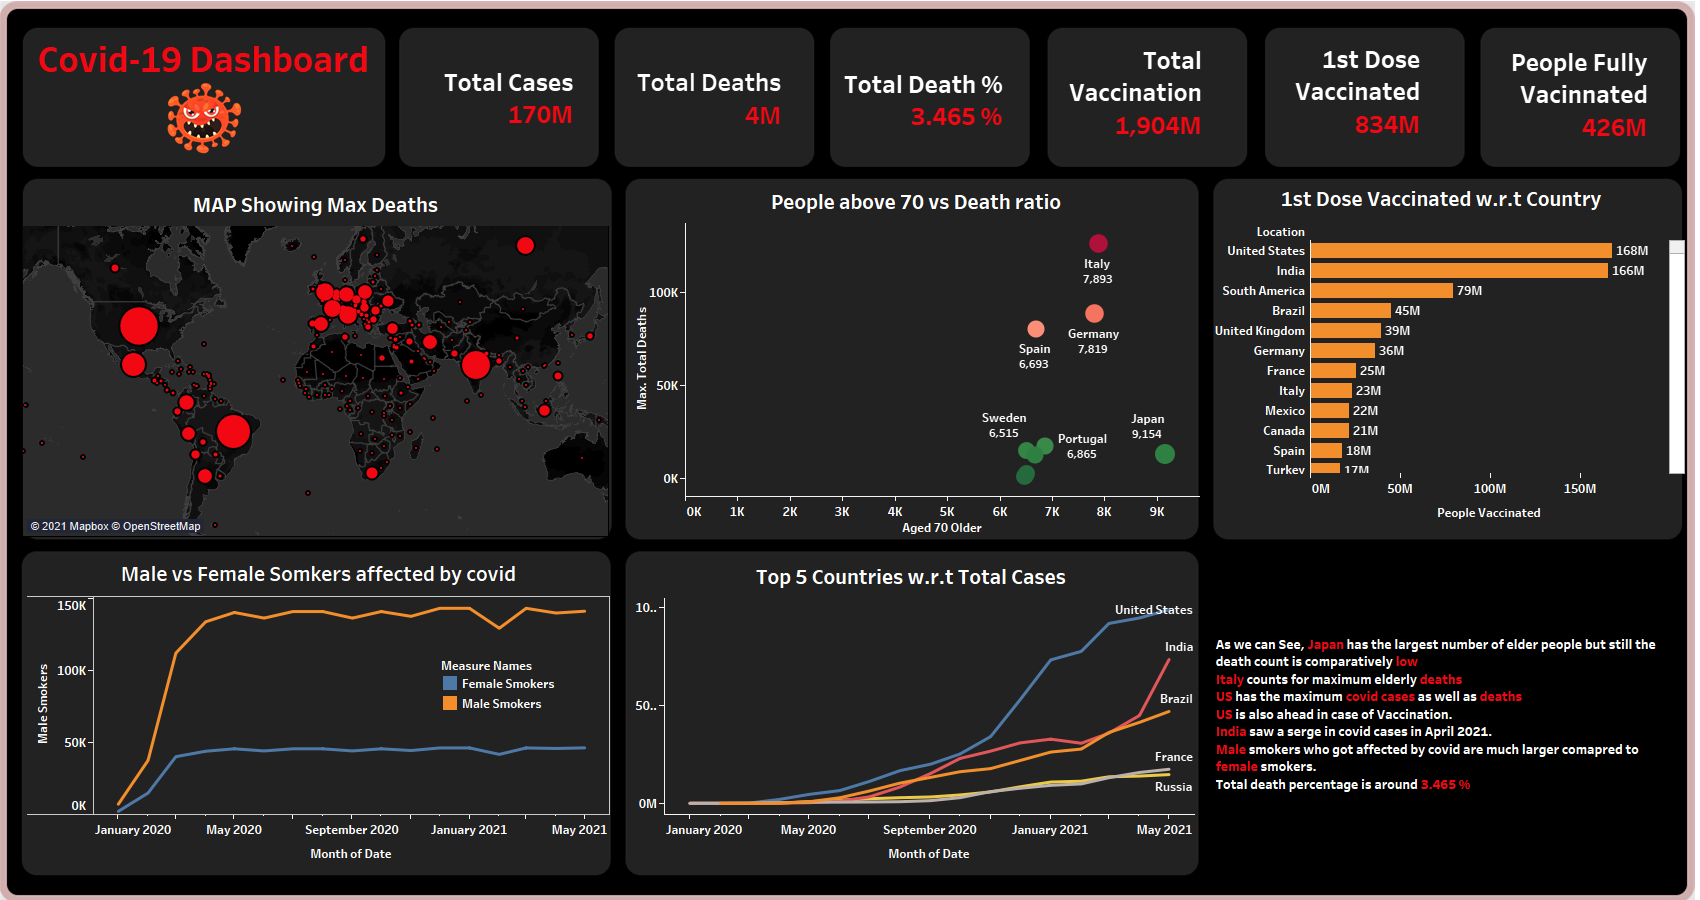 Covid-19 Dashboard
Total Cases
170M
Total Deaths
4M
Total Death %
3.465 %
Total
Vaccination
1,904M
1st Dose
Vaccinated
834M
People Fully
Vacinnated
426M
MAP Showing Max Deaths
© 2021 Mapbox © OpenStreetMap
People above 70 vs Death ratio
Max. Total Deaths
100K
50K
0K
Italy
7,893
Germany
7,819
Spain
6,693
Sweden
6,515
Portugal
6,865
Japan
9,154
0K 1K 2K 3K 4K 5K 6K 7K 8K 9K
Aged 70 Older
1st Dose Vaccinated w.r.t Country
Location
United States 168M
India 166M
South America 79M
Brazil 45M
United Kingdom 39M
Germany 36M
France 25M
Italy 23M
Mexico 22M
Canada 21M
Spain 18M
Turkey 17M
0M 50M 100M 150M
People Vaccinated
Male vs Female Somkers affected by covid
Male Smokers
150K
100K
50K
0K
Measure Names
Female Smokers
Male Smokers
January 2020 May 2020 September 2020 January 2021 May 2021
Month of Date
Top 5 Countries w.r.t Total Cases
10..
50..
0M
United States
India
Brazil
France
Russia
January 2020 May 2020 September 2020 January 2021 May 2021
Month of Date
As we can See, Japan has the largest number of elder people but still the
death count is comparatively low
Italy counts for maximum elderly deaths
US has the maximum covid cases as well as deaths
US is also ahead in case of Vaccination.
India saw a serge in covid cases in April 2021.
Male smokers who got affected by covid are much larger comapred to
female smokers.
Total death percentage is around 3.465 %